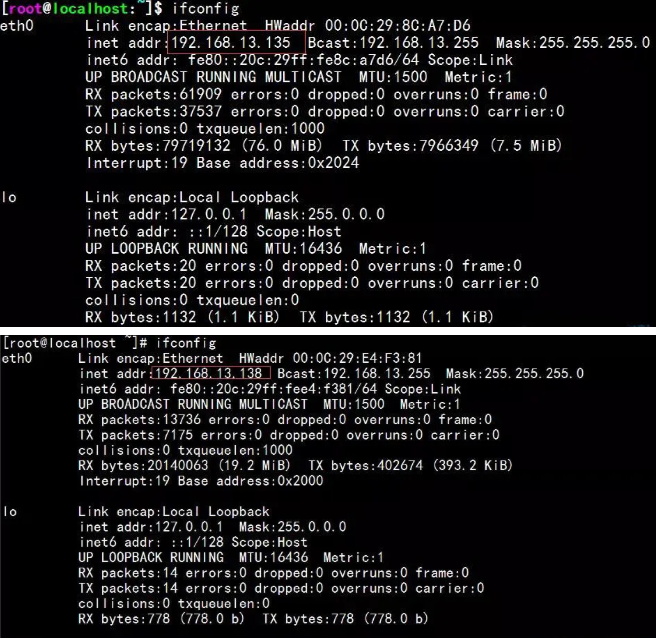 [root@localhost:~]$ ifconfig
eth0 Link encap:Ethernet HWaddr 00:0C:29:8C:A7:D6
inet addr:192.168.13.135 Bcast:192.168.13.255 Mask:255.255.255.0
inet6 addr: fe80::20c:29ff:fe8c:a7d6/64 Scope:Link
UP BROADCAST RUNNING MULTICAST MTU:1500 Metric:1
RX packets:61909 errors:0 dropped:0 overruns:0 frame:0
TX packets:37537 errors:0 dropped:0 overruns:0 carrier:0
collisions:0 txqueuelen:1000
RX bytes:79719132 (76.0 MiB) TX bytes:7966349 (7.5 MiB)
Interrupt:19 Base address:0x2024
lo Link encap:Local Loopback
inet addr:127.0.0.1 Mask:255.0.0.0
inet6 addr: ::1/128 Scope:Host
UP LOOPBACK RUNNING MTU:16436 Metric:1
RX packets:20 errors:0 dropped:0 overruns:0 frame:0
TX packets:20 errors:0 dropped:0 overruns:0 carrier:0
collisions:0 txqueuelen:0
RX bytes:1132 (1.1 KiB) TX bytes:1132 (1.1 KiB)
[root@localhost ~]# ifconfig
eth0 Link encap:Ethernet HWaddr 00:0C:29:E4:F3:81
inet addr:192.168.13.138 Bcast:192.168.13.255 Mask:255.255.255.0
inet6 addr: fe80::20c:29ff:fee4:f381/64 Scope:Link
UP BROADCAST RUNNING MULTICAST MTU:1500 Metric:1
RX packets:13736 errors:0 dropped:0 overruns:0 frame:0
TX packets:7175 errors:0 dropped:0 overruns:0 carrier:0
collisions:0 txqueuelen:1000
RX bytes:20140063 (19.2 MiB) TX bytes:402674 (393.2 KiB)
Interrupt:19 Base address:0x2000
lo Link encap:Local Loopback
inet addr:127.0.0.1 Mask:255.0.0.0
inet6 addr: ::1/128 Scope:Host
UP LOOPBACK RUNNING MTU:16436 Metric:1
RX packets:14 errors:0 dropped:0 overruns:0 frame:0
TX packets:14 errors:0 dropped:0 overruns:0 carrier:0
collisions:0 txqueuelen:0
RX bytes:778 (778.0 b) TX bytes:778 (778.0 b)